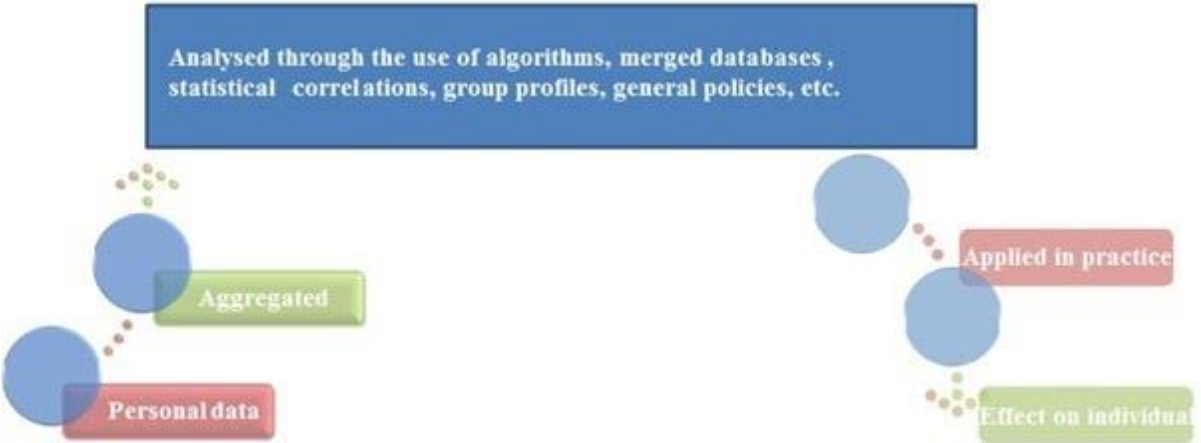 Analysed through the use of algorithms, merged databases ,
statistical correlations, group profiles, general policies, etc.
Aggregated
Personal data
Applied in practice
Effect on individual